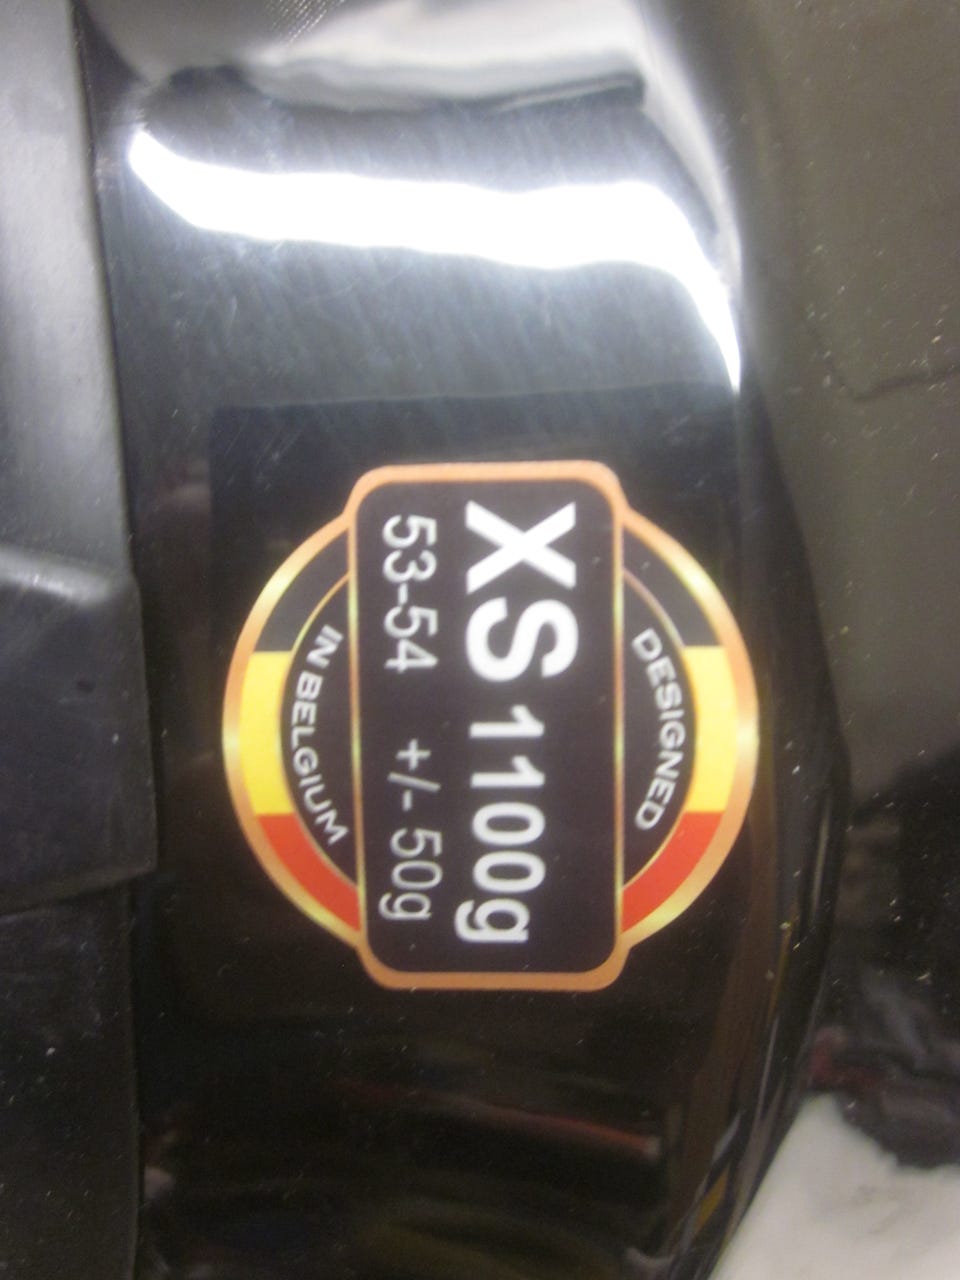 DESIGNED
XS 1100g
53-54 +/- 50g
IN BELGIUM